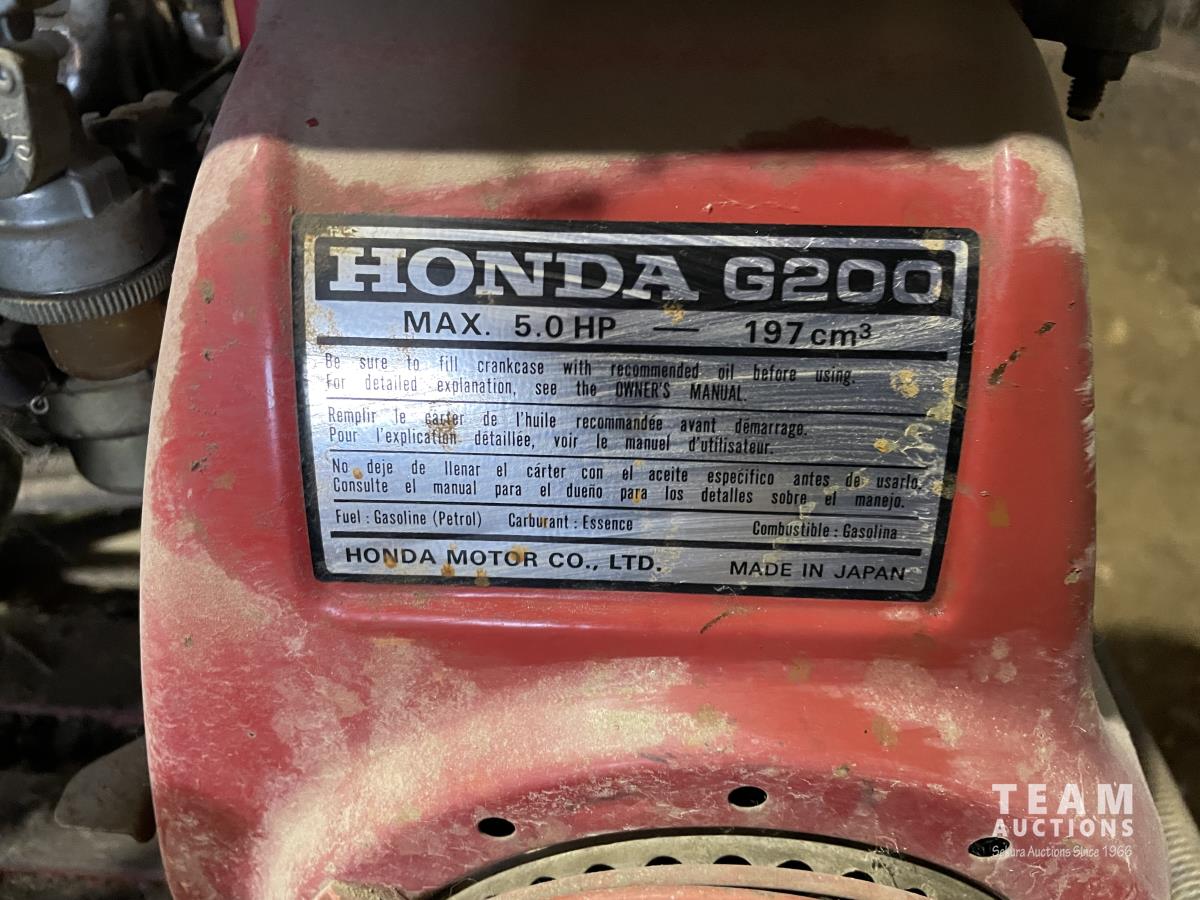 HONDA G200
MAX. 5.0 HP — 197 cm³
Be sure to fill crankcase with recommended oil before using.
For detailed explanation, see the OWNER'S MANUAL.
Remplir le carter de l'huile recommandée avant démarrage.
Pour l'explication détaillée, voir le manuel d'utilisateur.
No deje de llenar el cárter con el aceite específico antes de usarlo.
Consulte el manual para el dueño para los detalles sobre el manejo.
Fuel : Gasoline (Petrol) Carburant : Essence Combustible : Gasolina
HONDA MOTOR CO., LTD. MADE IN JAPAN
TEAM
AUCTIONS
Auctions Since 1966